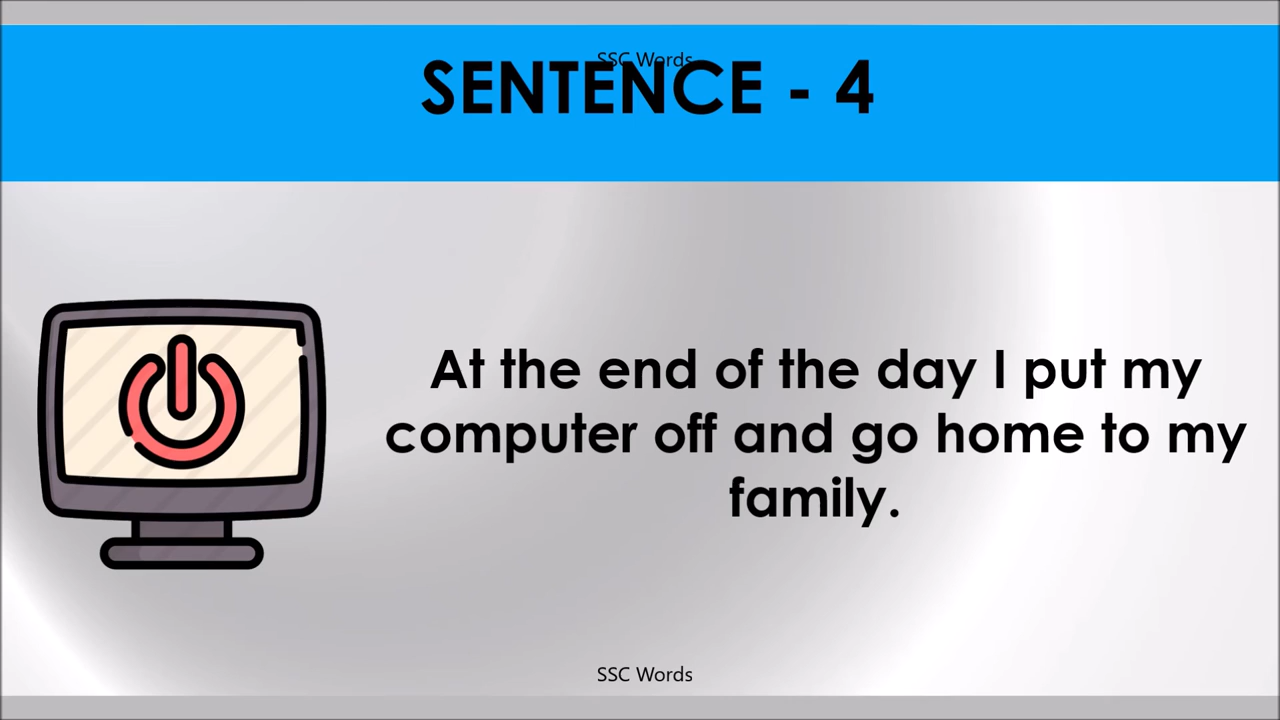 SSC Words
SENTENCE - 4
At the end of the day I put my
computer off and go home to my
family.
SSC Words